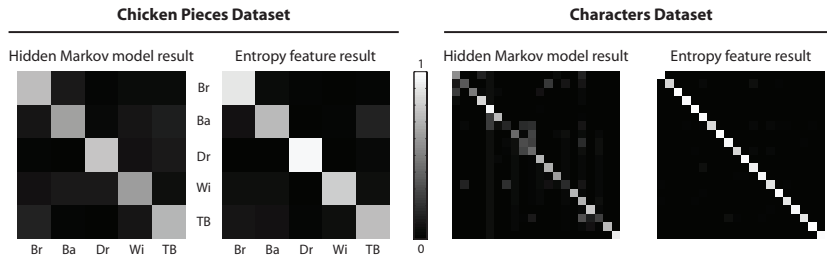 Chicken Pieces Dataset
Characters Dataset
Hidden Markov model result
Entropy feature result
Hidden Markov model result
Entropy feature result
1
Br
Ba
Dr
Wi
TB
0
Br Ba Dr Wi TB
Br Ba Dr Wi TB